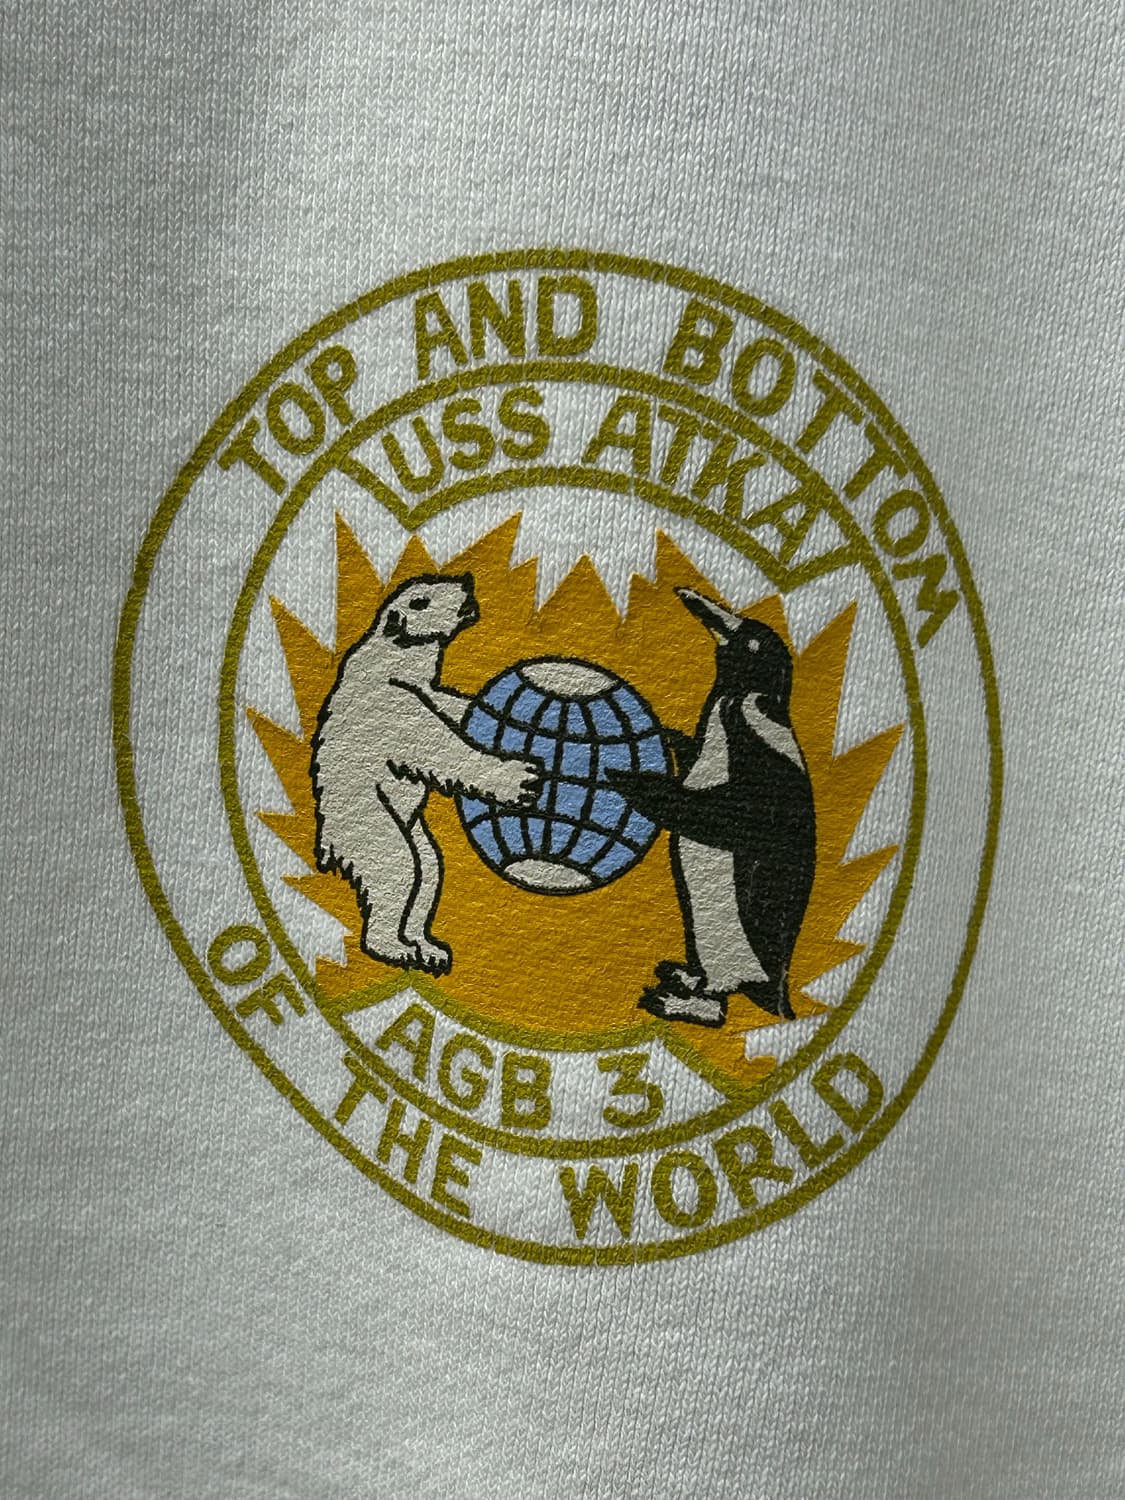 TOP AND BOTTOM
USS ATKA
AGB 3
OF THE WORLD